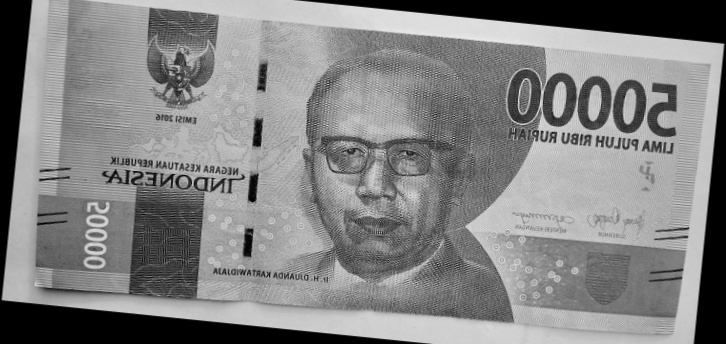 50000
LIMA PULUH RIBU RUPIAH
EMISI 2016
NEGARA KESATUAN REPUBLIK
INDONESIA
GUBERNUR
MENTERI KEUANGAN
50000
Ir. H. DJUANDA KARTAWIDJAJA